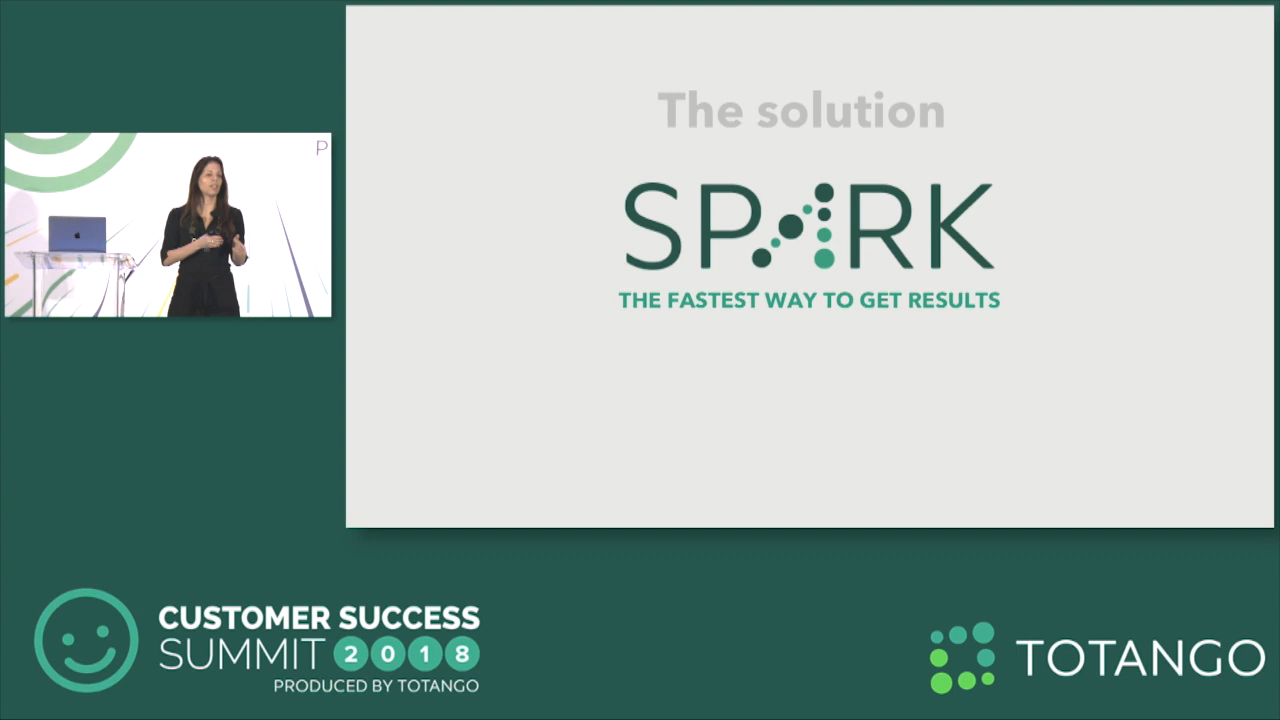 P
The solution
SPARK
THE FASTEST WAY TO GET RESULTS
CUSTOMER SUCCESS
SUMMIT 2018
PRODUCED BY TOTANGO
TOTANGO